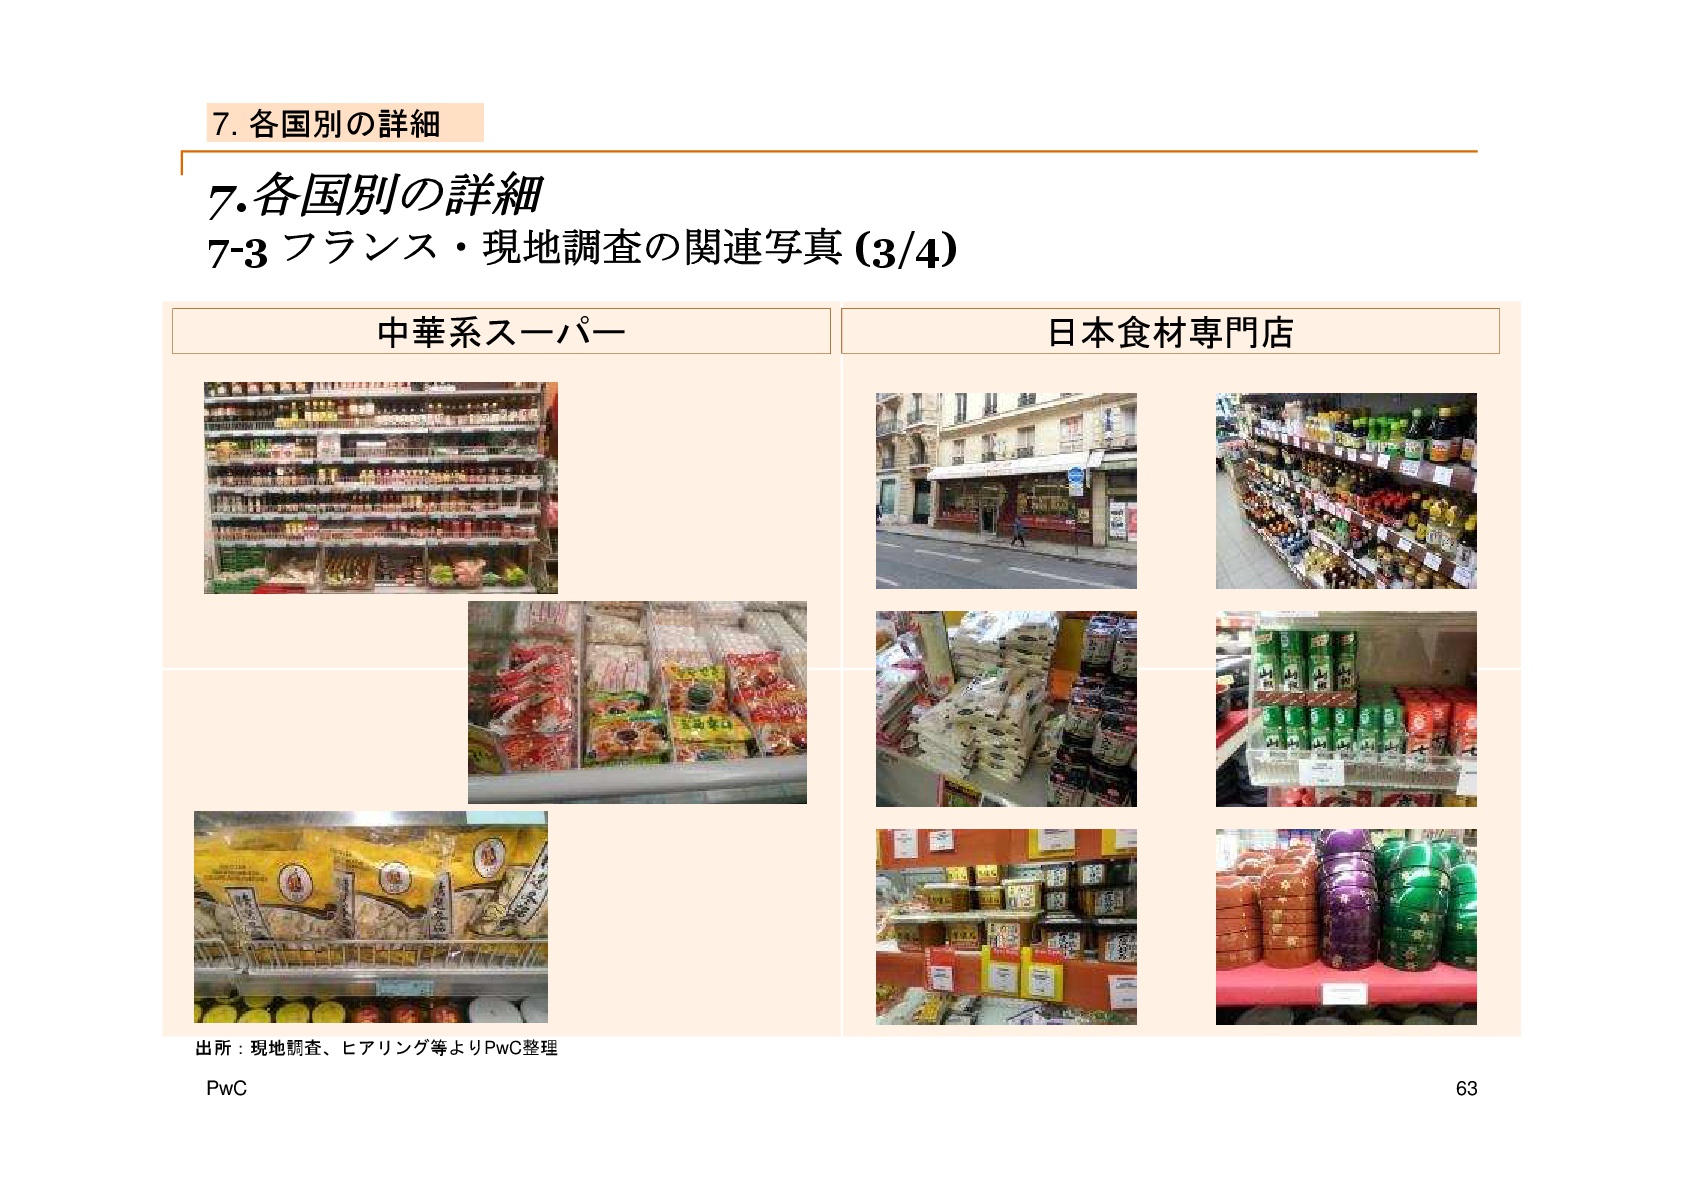 7. 各国別の詳細
7.各国別の詳細
7-3 フランス・現地調査の関連写真 (3/4)
中華系スーパー
日本食材専門店
出所：現地調査、ヒアリング等よりPwC整理
PwC
63